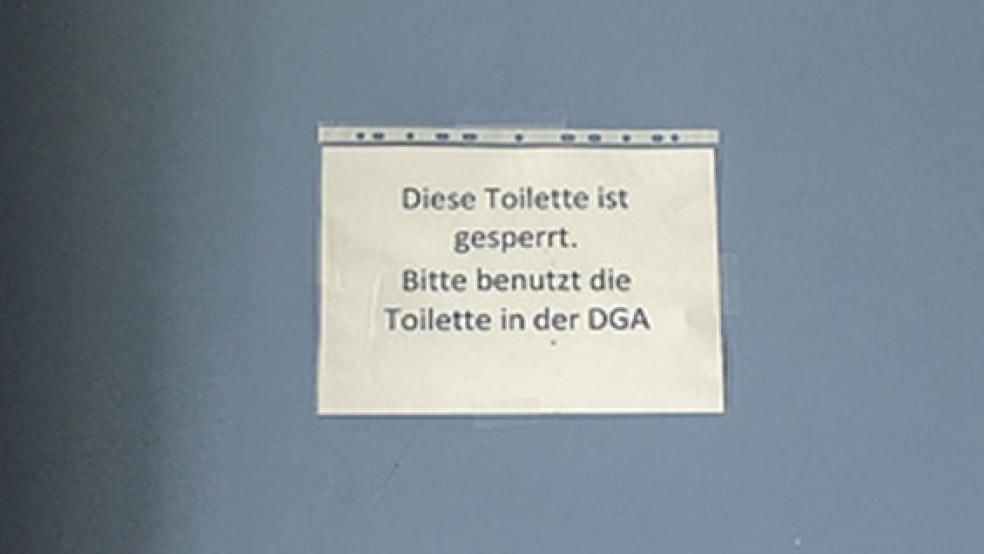 Diese Toilette ist
gesperrt.
Bitte benutzt die
Toilette in der DGA